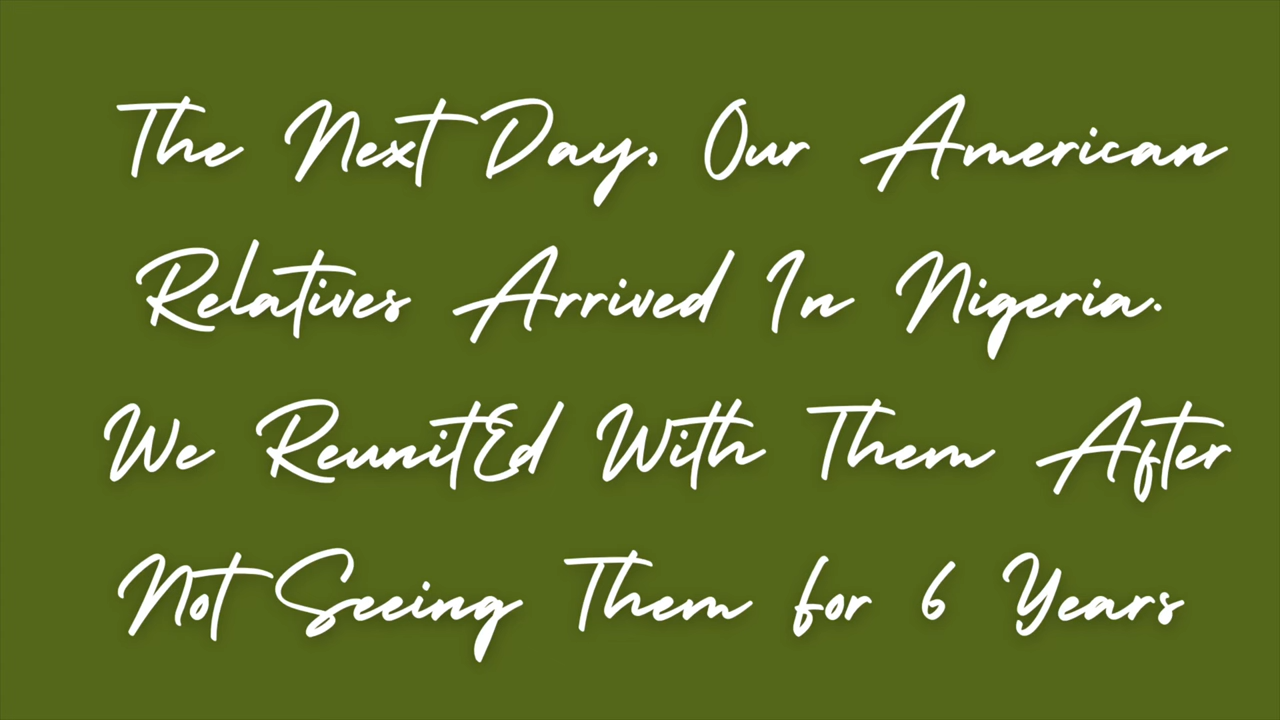 The Next Day, Our American
Relatives Arrived In Nigeria.
We ReunitEd With Them After
Not Seeing Them for 6 Years